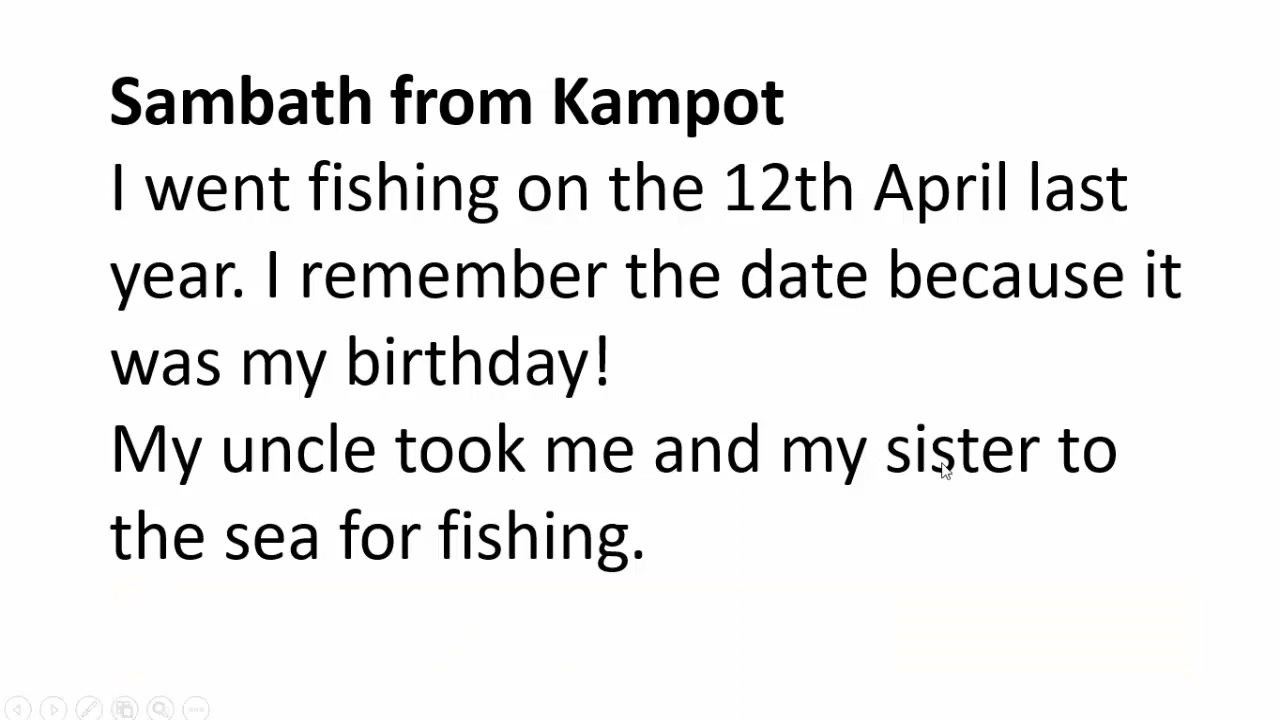 Sambath from Kampot
I went fishing on the 12th April last
year. I remember the date because it
was my birthday!
My uncle took me and my sister to
the sea for fishing.